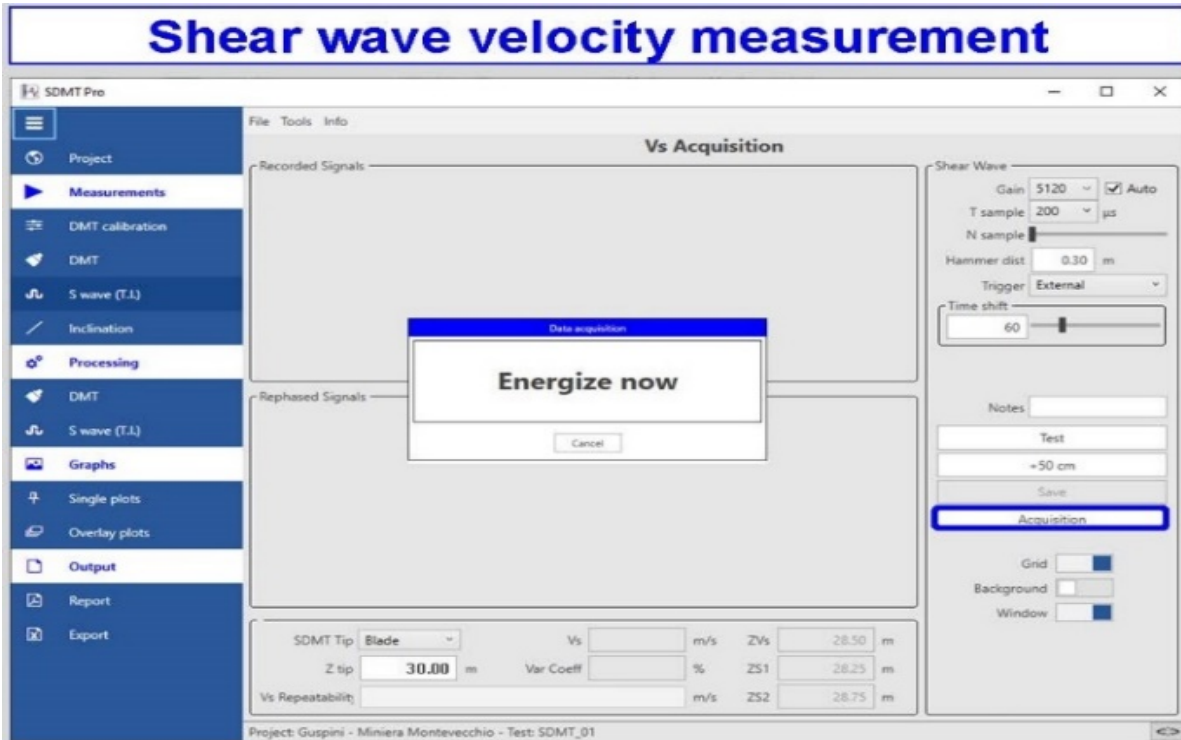 Shear wave velocity measurement
SDMT Pro
File Tools Info
Project
Measurements
DMT calibration
DMT
S wave (T.I.)
Inclination
Processing
DMT
S wave (T.I.)
Graphs
Single plots
Overlay plots
Output
Report
Export
Vs Acquisition
Recorded Signals
Data acquisition
Energize now
Cancel
Rephased Signals
SDMT Tip Blade Vs m/s ZVs 28.50 m
Z tip 30.00 m Var Coeff % ZS1 28.25 m
Vs Repeatability m/s ZS2 28.75 m
Shear Wave
Gain 5120 Auto
T sample 200 µs
N sample
Hammer dist 0.30 m
Trigger External
Time shift
60
Notes
Test
+50 cm
Save
Acquisition
Grid
Background
Window
Project: Guspini - Miniera Montevecchio - Test: SDMT_01